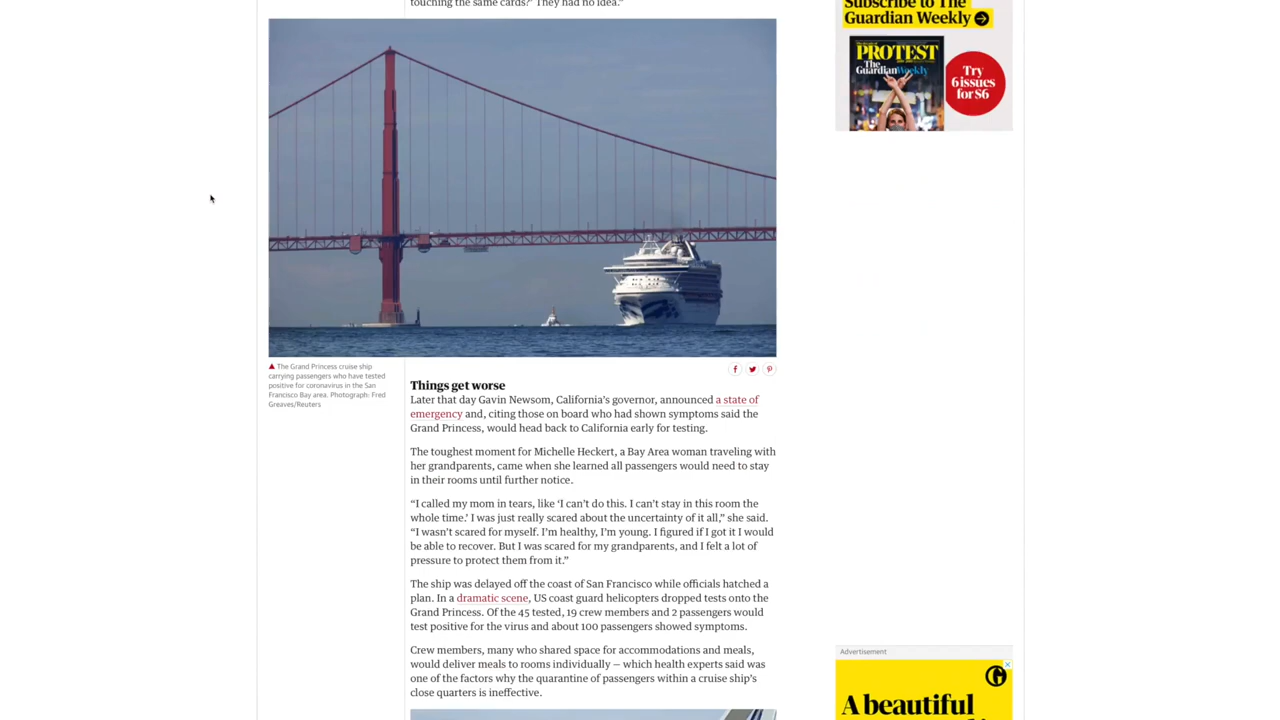 touching the same cards?' They had no idea.”
Subscribe to The
Guardian Weekly
PROTEST
The
Guardian Weekly
Try
6 issues
for $6
The Grand Princess cruise ship
carrying passengers who have tested
positive for coronavirus in the San
Francisco Bay area. Photograph: Fred
Greaves/Reuters
Things get worse
Later that day Gavin Newsom, California’s governor, announced a state of
emergency and, citing those on board who had shown symptoms said the
Grand Princess, would head back to California early for testing.
The toughest moment for Michelle Heckert, a Bay Area woman traveling with
her grandparents, came when she learned all passengers would need to stay
in their rooms until further notice.
“I called my mom in tears, like ‘I can’t do this. I can’t stay in this room the
whole time.’ I was just really scared about the uncertainty of it all,” she said.
“I wasn’t scared for myself. I’m healthy, I’m young. I figured if I got it I would
be able to recover. But I was scared for my grandparents, and I felt a lot of
pressure to protect them from it.”
The ship was delayed off the coast of San Francisco while officials hatched a
plan. In a dramatic scene, US coast guard helicopters dropped tests onto the
Grand Princess. Of the 45 tested, 19 crew members and 2 passengers would
test positive for the virus and about 100 passengers showed symptoms.
Crew members, many who shared space for accommodations and meals,
would deliver meals to rooms individually – which health experts said was
one of the factors why the quarantine of passengers within a cruise ship’s
close quarters is ineffective.
Advertisement
A beautiful